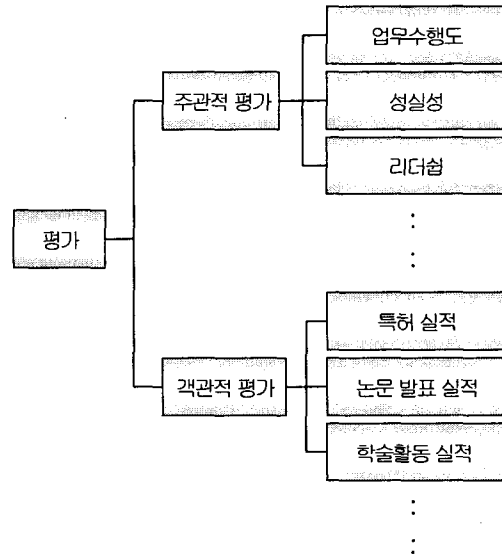 평가
주관적 평가
업무수행도
성실성
리더쉽
:
:
객관적 평가
특허 실적
논문 발표 실적
학술활동 실적
:
: